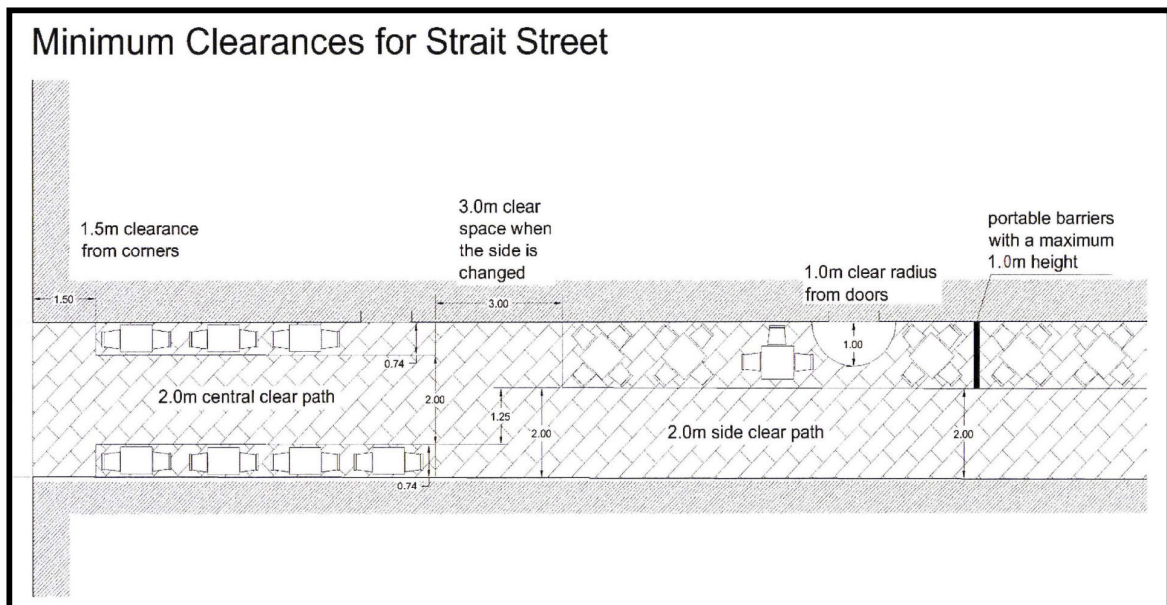 Minimum Clearances for Strait Street
1.5m clearance
from corners
3.0m clear
space when
the side is
changed
1.0m clear radius
from doors
portable barriers
with a maximum
1.0m height
1.50
3.00
0.74
1.00
2.0m central clear path
2.00
1.25
2.00
2.0m side clear path
2.00
0.74